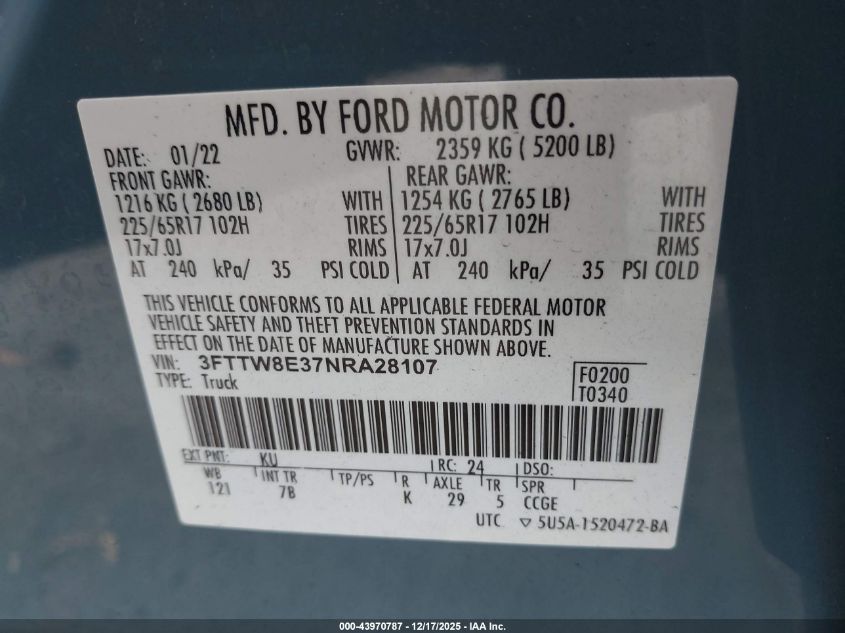 MFD. BY FORD MOTOR CO.
DATE: 01/22 GVWR: 2359 KG ( 5200 LB)
FRONT GAWR: REAR GAWR:
1216 KG ( 2680 LB) WITH 1254 KG ( 2765 LB) WITH
225/65R17 102H TIRES 225/65R17 102H TIRES
17x7.0J RIMS 17x7.0J RIMS
AT 240 kPa/ 35 PSI COLD AT 240 kPa/ 35 PSI COLD
THIS VEHICLE CONFORMS TO ALL APPLICABLE FEDERAL MOTOR
VEHICLE SAFETY AND THEFT PREVENTION STANDARDS IN
EFFECT ON THE DATE OF MANUFACTURE SHOWN ABOVE.
VIN: 3FTTW8E37NRA28107
TYPE: Truck
F0200
T0340
EXT PNT: KU RC: 24 DSO:
WB INT TR TP/PS R AXLE TR SPR
121 7B K 29 5 CCGE
UTC ▽ 5U5A-1520472-BA
000-43970787 - 12/17/2025 - IAA Inc.